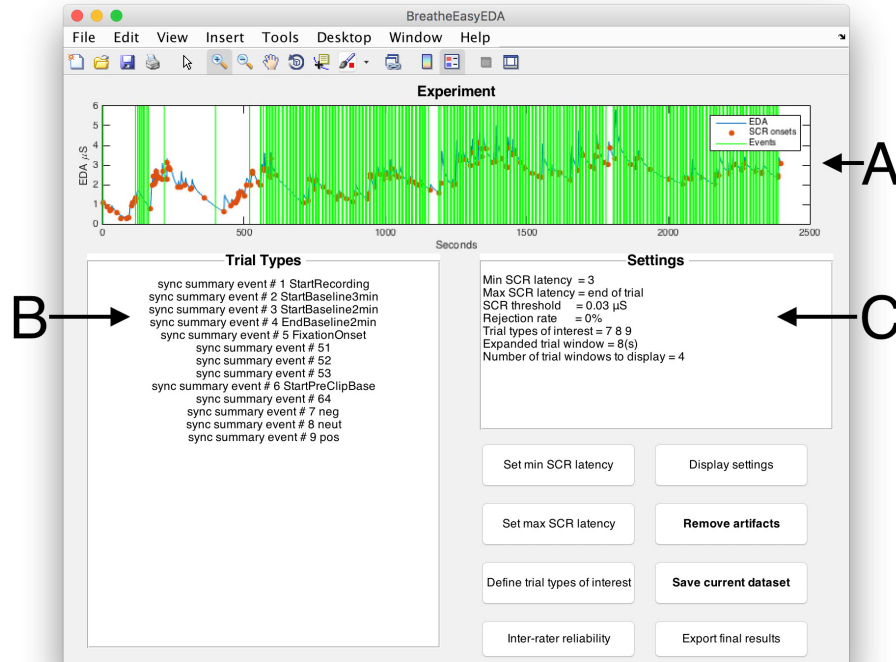 BreatheEasyEDA
File Edit View Insert Tools Desktop Window Help
Experiment
6
5
4
3
2
1
0
EDA µS
EDA
SCR onsets
Events
0 500 1000 1500 2000 2500
Seconds
A
Trial Types
sync summary event # 1 StartRecording
sync summary event # 2 StartBaseline3min
sync summary event # 3 StartBaseline2min
sync summary event # 4 EndBaseline2min
sync summary event # 5 FixationOnset
sync summary event # 51
sync summary event # 52
sync summary event # 53
sync summary event # 6 StartPreClipBase
sync summary event # 64
sync summary event # 7 neg
sync summary event # 8 neut
sync summary event # 9 pos
B
Settings
Min SCR latency = 3
Max SCR latency = end of trial
SCR threshold = 0.03 µS
Rejection rate = 0%
Trial types of interest = 7 8 9
Expanded trial window = 8(s)
Number of trial windows to display = 4
C
Set min SCR latency
Display settings
Set max SCR latency
Remove artifacts
Define trial types of interest
Save current dataset
Inter-rater reliability
Export final results